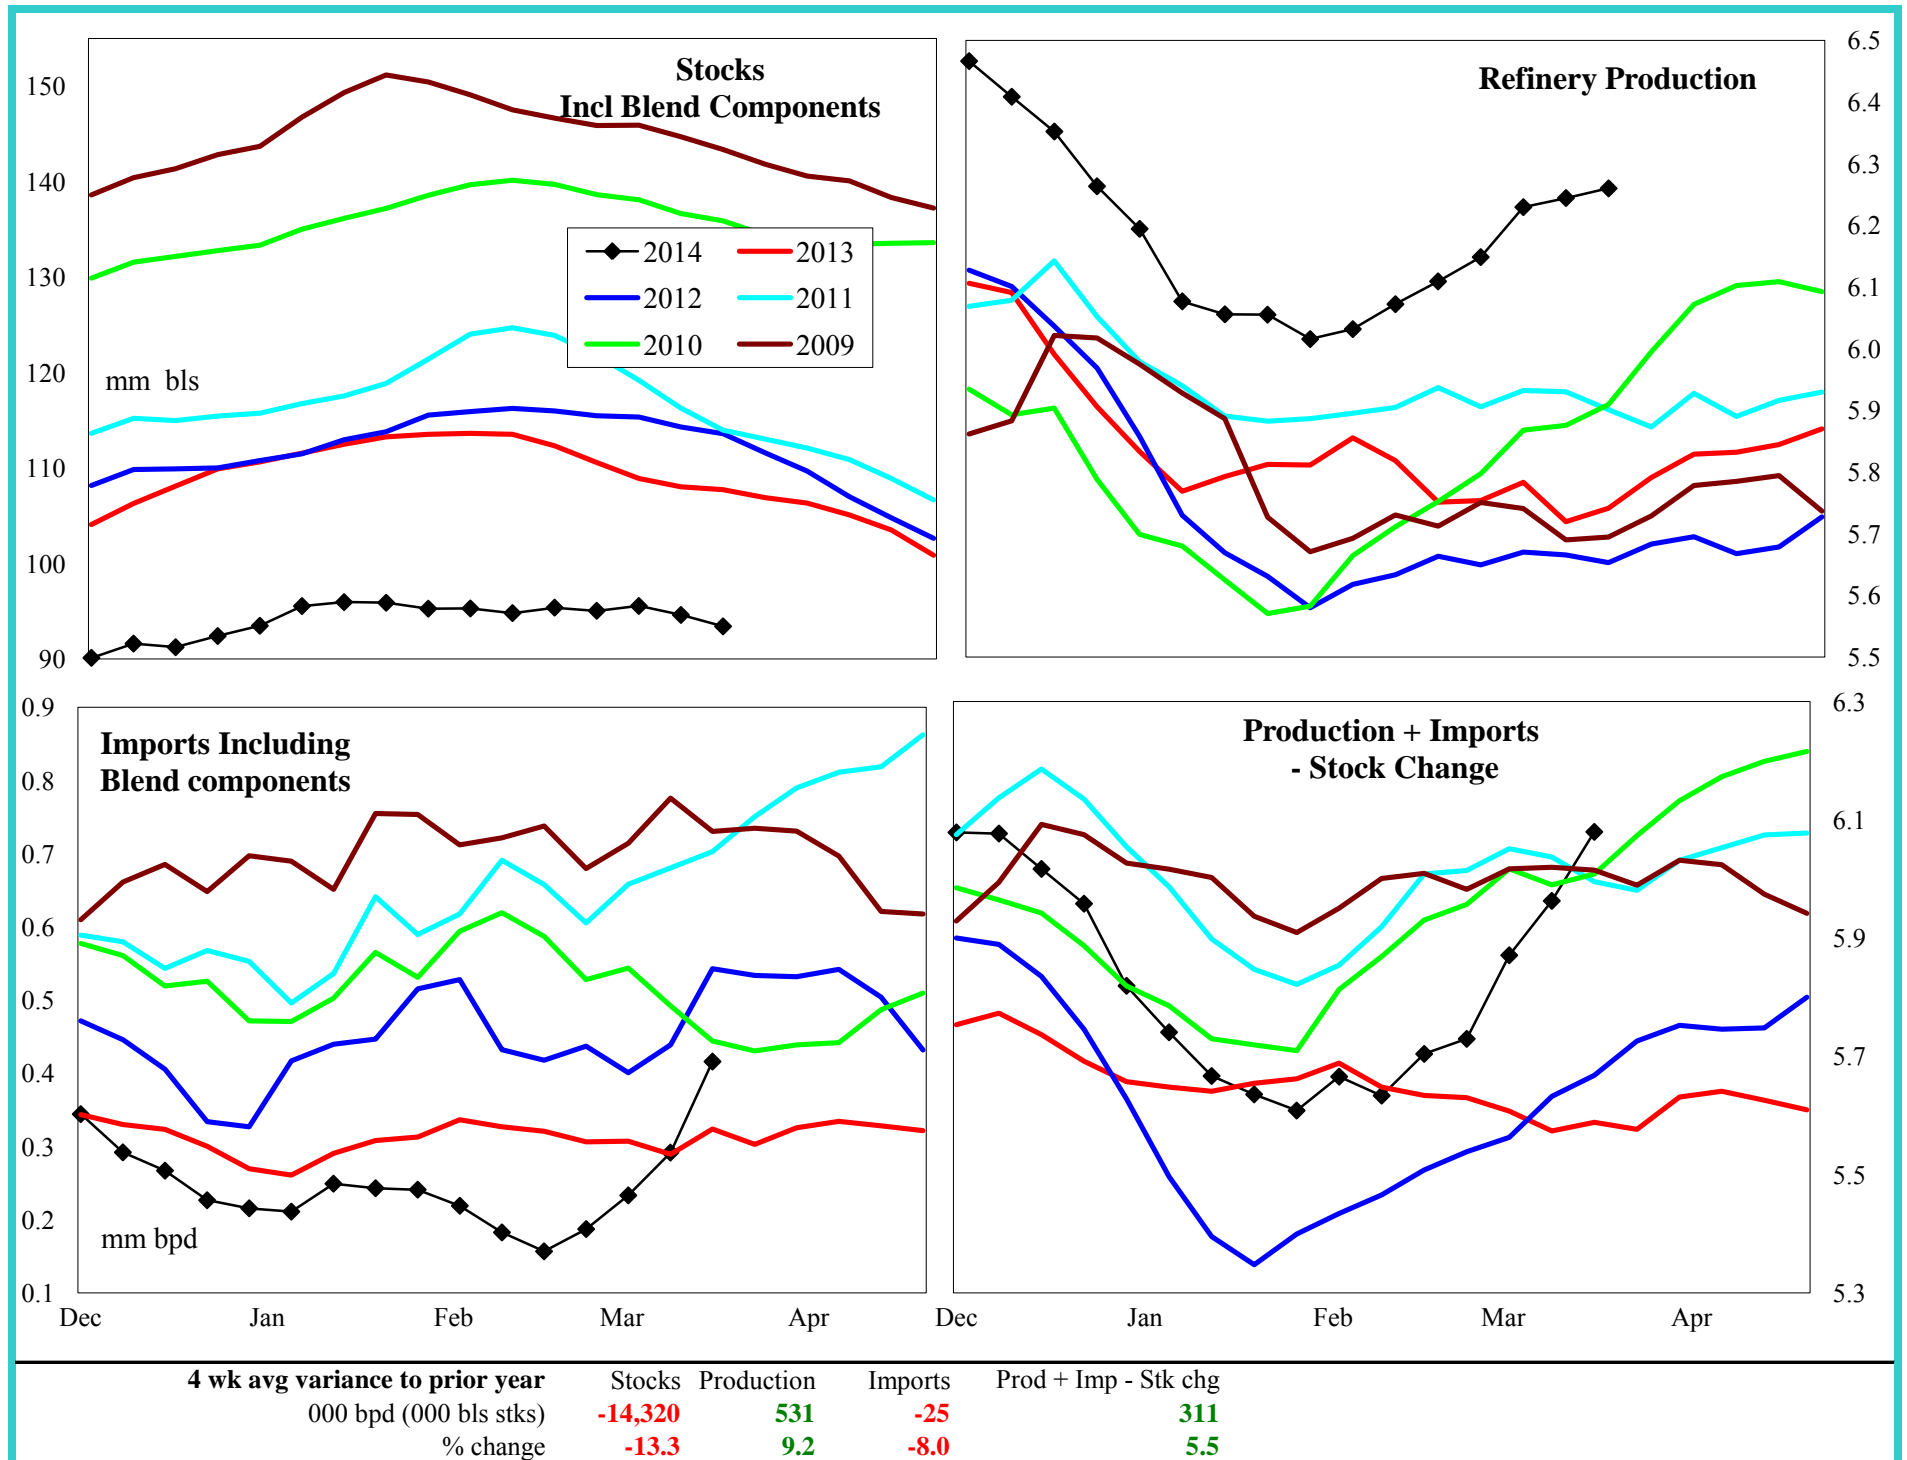 Stocks
Incl Blend Components
150
140
130
120
110
100
90
mm bls
2014 2013
2012 2011
2010 2009
Refinery Production
6.5
6.4
6.3
6.2
6.1
6.0
5.9
5.8
5.7
5.6
5.5
Imports Including
Blend components
0.9
0.8
0.7
0.6
0.5
0.4
0.3
0.2
0.1
mm bpd
Dec Jan Feb Mar Apr
Production + Imports
- Stock Change
6.3
6.1
5.9
5.7
5.5
5.3
Dec Jan Feb Mar Apr
4 wk avg variance to prior year Stocks Production Imports Prod + Imp - Stk chg
000 bpd (000 bls stks) -14,320 531 -25 311
% change -13.3 9.2 -8.0 5.5